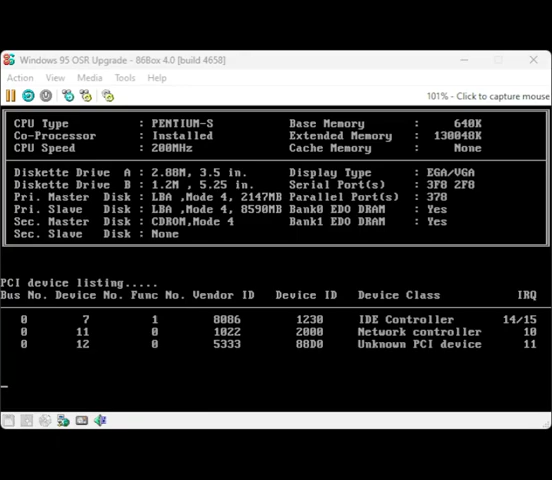 Windows 95 OSR Upgrade - 86Box 4.0 [build 4658]
Action View Media Tools Help
101% - Click to capture mouse
CPU Type : PENTIUM-S Base Memory : 640K
Co-Processor : Installed Extended Memory : 130048K
CPU Speed : 200MHz Cache Memory : None
Diskette Drive A : 2.88M, 3.5 in. Display Type : EGA/VGA
Diskette Drive B : 1.2M , 5.25 in. Serial Port(s) : 3F8 2F8
Pri. Master Disk : LBA ,Mode 4, 2147MB Parallel Port(s) : 378
Pri. Slave Disk : LBA ,Mode 4, 8590MB Bank0 EDO DRAM : Yes
Sec. Master Disk : CDROM,Mode 4 Bank1 EDO DRAM : Yes
Sec. Slave Disk : None
PCI device listing.....
Bus No. Device No. Func No. Vendor ID Device ID Device Class IRQ
0 7 1 8086 1230 IDE Controller 14/15
0 11 0 1022 2000 Network controller 10
0 12 0 5333 88D0 Unknown PCI device 11